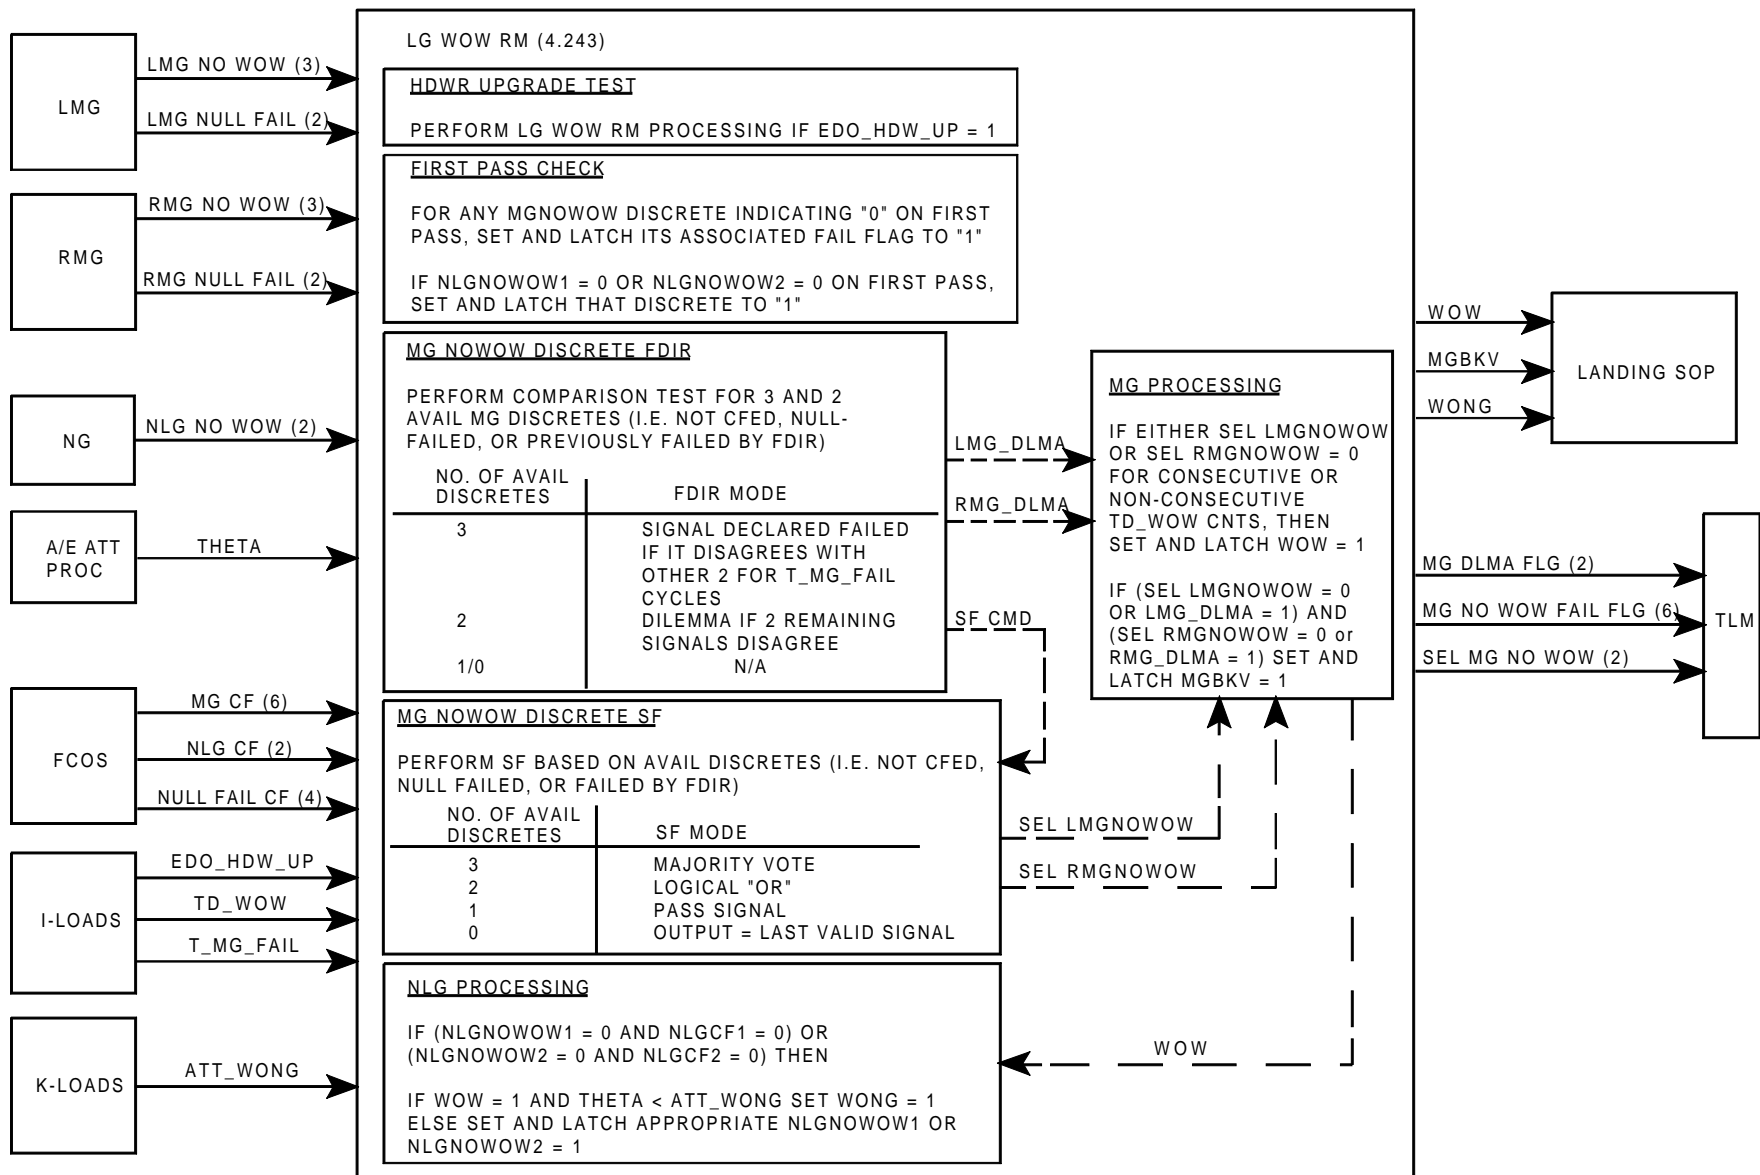 LG WOW RM (4.243)
LMG
LMG NO WOW (3)
LMG NULL FAIL (2)
RMG
RMG NO WOW (3)
RMG NULL FAIL (2)
NG
NLG NO WOW (2)
A/E ATT
PROC
THETA
FCOS
MG CF (6)
NLG CF (2)
NULL FAIL CF (4)
I-LOADS
EDO_HDW_UP
TD_WOW
T_MG_FAIL
K-LOADS
ATT_WONG
HDWR UPGRADE TEST
PERFORM LG WOW RM PROCESSING IF EDO_HDW_UP = 1
FIRST PASS CHECK
FOR ANY MGNOWOW DISCRETE INDICATING "0" ON FIRST
PASS, SET AND LATCH ITS ASSOCIATED FAIL FLAG TO "1"
IF NLGNOWOW1 = 0 OR NLGNOWOW2 = 0 ON FIRST PASS,
SET AND LATCH THAT DISCRETE TO "1"
MG NOWOW DISCRETE FDIR
PERFORM COMPARISON TEST FOR 3 AND 2
AVAIL MG DISCRETES (I.E. NOT CFED, NULL-
FAILED, OR PREVIOUSLY FAILED BY FDIR)
NO. OF AVAIL
DISCRETES
FDIR MODE
3 SIGNAL DECLARED FAILED
IF IT DISAGREES WITH
OTHER 2 FOR T_MG_FAIL
CYCLES
2 DILEMMA IF 2 REMAINING
SIGNALS DISAGREE
1/0 N/A
LMG_DLMA
RMG_DLMA
SF CMD
MG NOWOW DISCRETE SF
PERFORM SF BASED ON AVAIL DISCRETES (I.E. NOT CFED,
NULL FAILED, OR FAILED BY FDIR)
NO. OF AVAIL
DISCRETES
SF MODE
3 MAJORITY VOTE
2 LOGICAL "OR"
1 PASS SIGNAL
0 OUTPUT = LAST VALID SIGNAL
SEL LMGNOWOW
SEL RMGNOWOW
NLG PROCESSING
IF (NLGNOWOW1 = 0 AND NLGCF1 = 0) OR
(NLGNOWOW2 = 0 AND NLGCF2 = 0) THEN
IF WOW = 1 AND THETA < ATT_WONG SET WONG = 1
ELSE SET AND LATCH APPROPRIATE NLGNOWOW1 OR
NLGNOWOW2 = 1
WOW
MG PROCESSING
IF EITHER SEL LMGNOWOW
OR SEL RMGNOWOW = 0
FOR CONSECUTIVE OR
NON-CONSECUTIVE
TD_WOW CNTS, THEN
SET AND LATCH WOW = 1
IF (SEL LMGNOWOW = 0
OR LMG_DLMA = 1) AND
(SEL RMGNOWOW = 0 or
RMG_DLMA = 1) SET AND
LATCH MGBKV = 1
WOW
MGBKV
WONG
LANDING SOP
MG DLMA FLG (2)
MG NO WOW FAIL FLG (6)
SEL MG NO WOW (2)
TLM